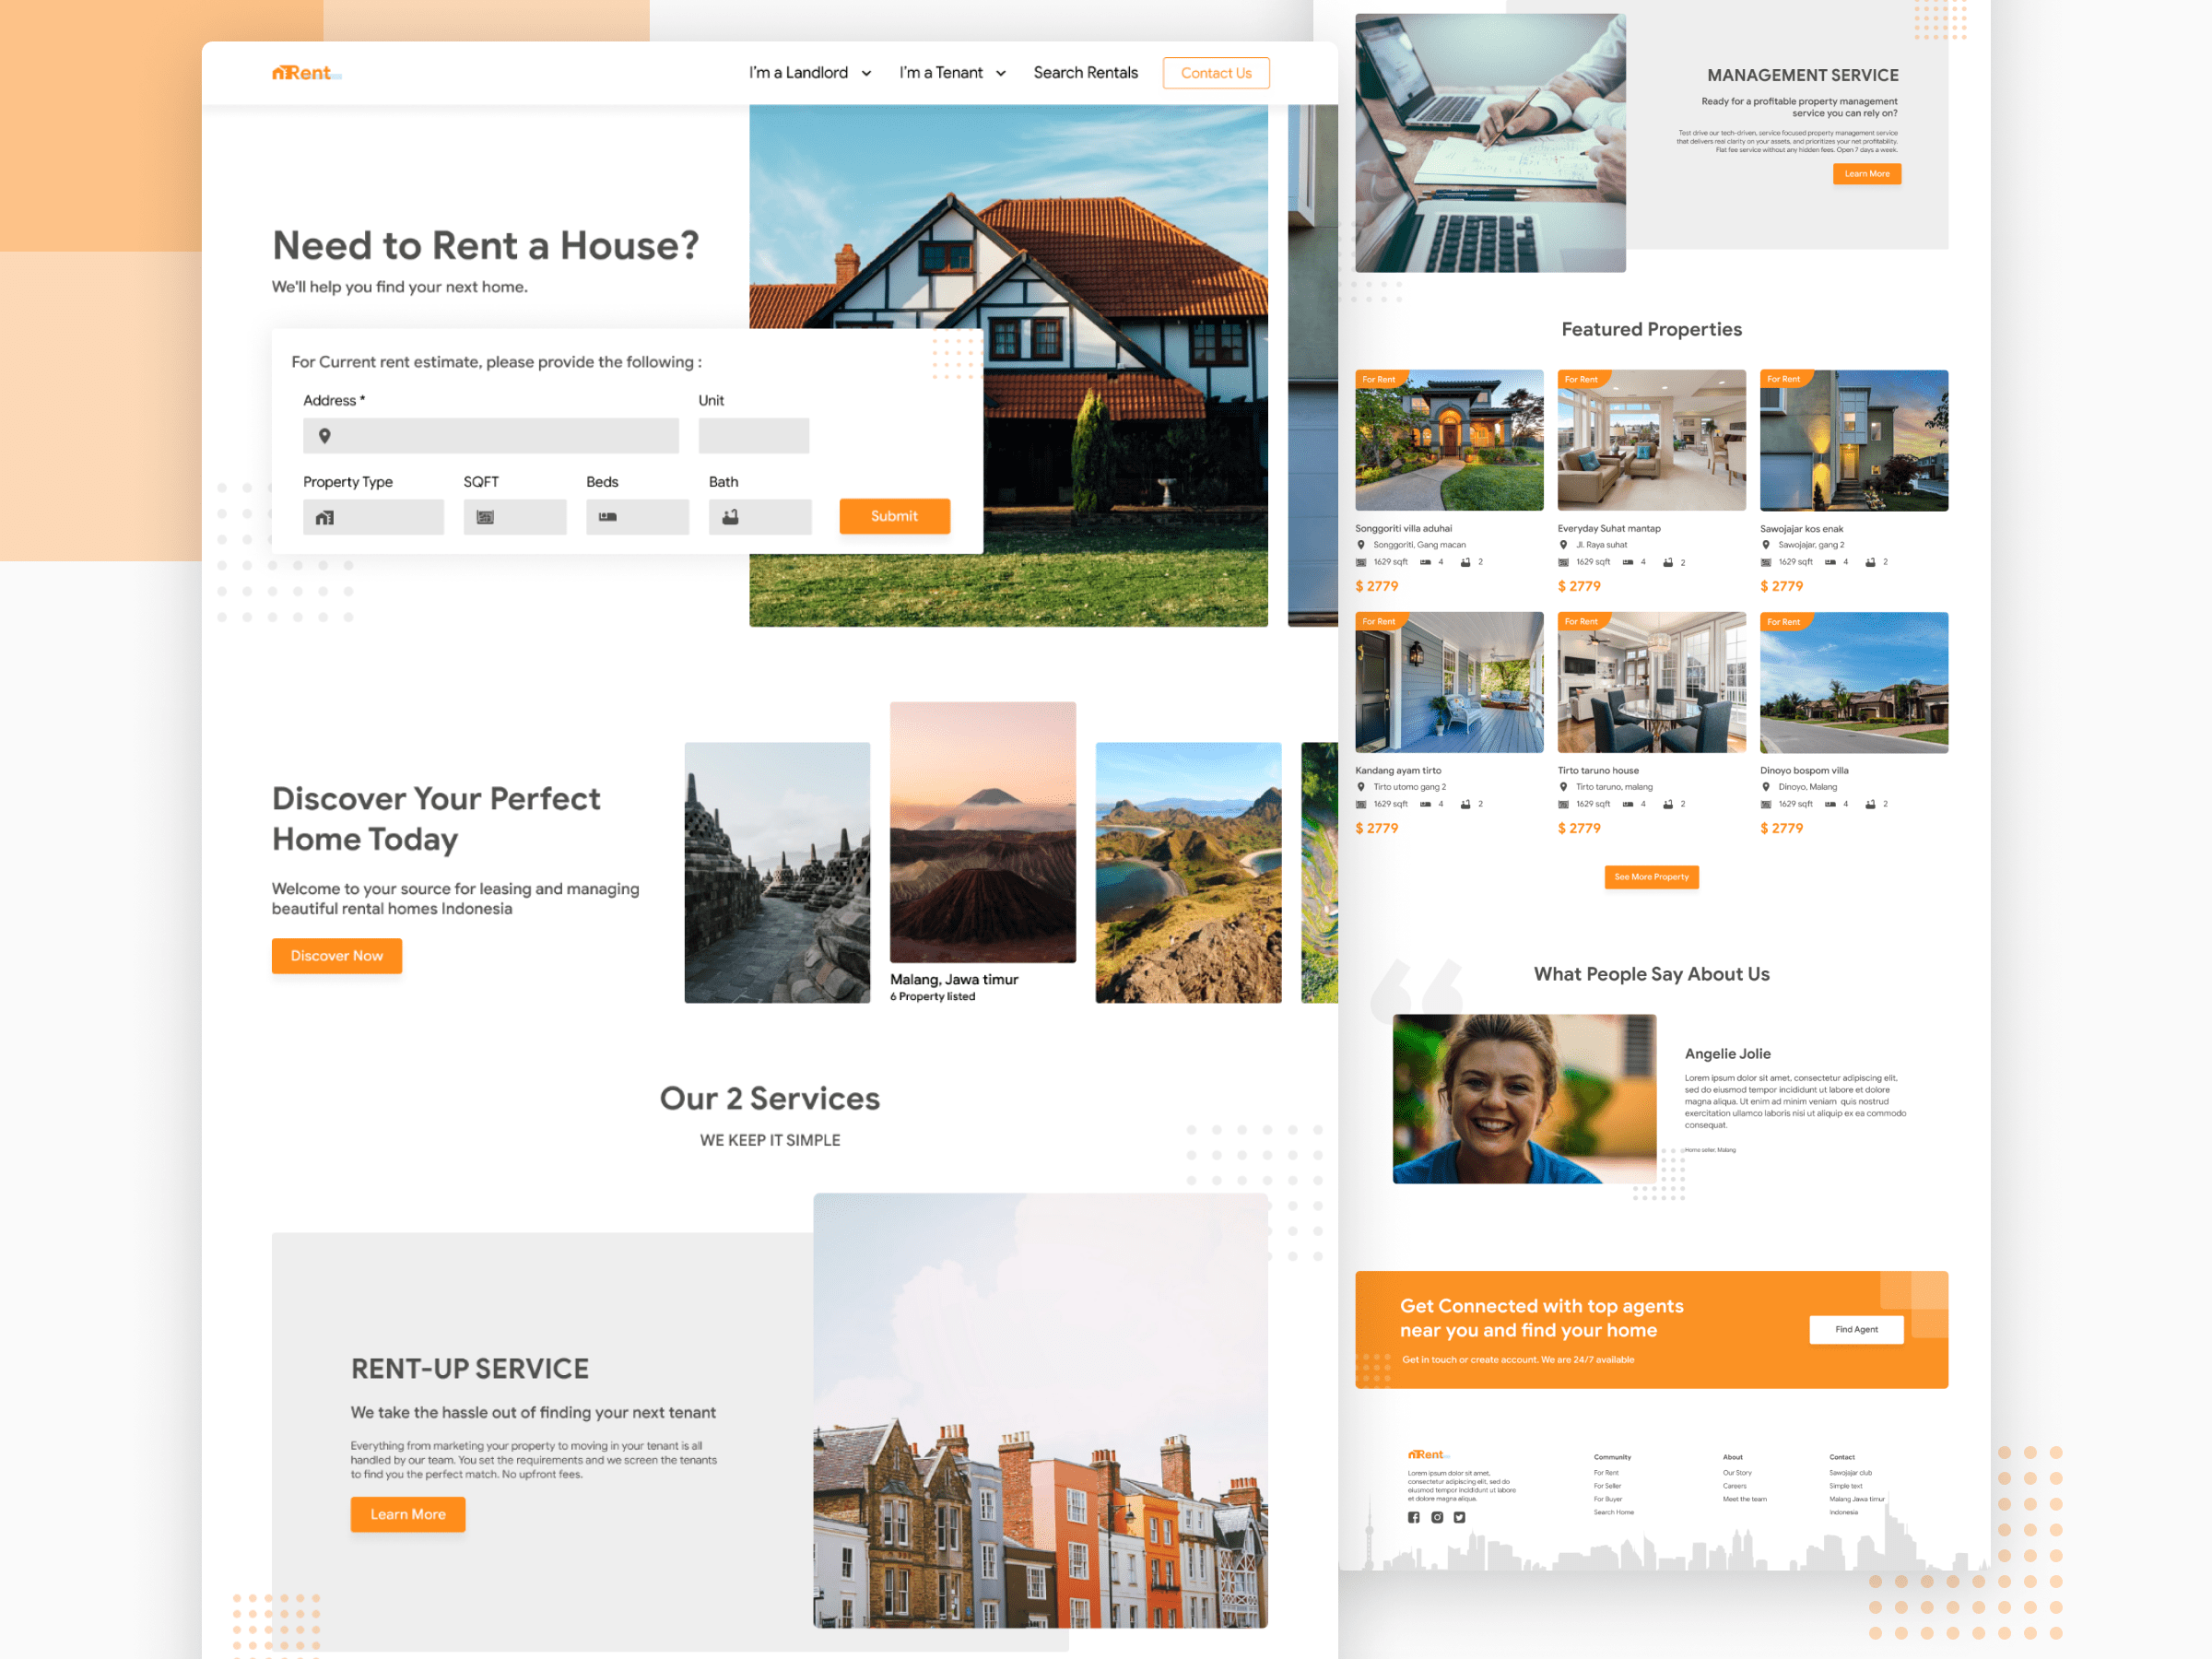 Rent
I'm a Landlord
I'm a Tenant
Search Rentals
Contact Us
Need to Rent a House?
We'll help you find your next home.
For Current rent estimate, please provide the following :
Address *
Unit
Property Type
SQFT
Beds
Bath
Submit
Discover Your Perfect
Home Today
Welcome to your source for leasing and managing
beautiful rental homes Indonesia
Discover Now
Malang, Jawa timur
6 Property listed
Our 2 Services
WE KEEP IT SIMPLE
RENT-UP SERVICE
We take the hassle out of finding your next tenant
Everything from marketing your property to moving in your tenant is all
handled by our team. You set the requirements and we screen the tenants
to find you the perfect match. No upfront fees.
Learn More
MANAGEMENT SERVICE
Ready for a profitable property management
service you can rely on?
Test drive our tech-driven, service focused property management service
that delivers real clarity on your assets, and prioritizes your net profitability.
Flat fee service without any hidden fees. Open 7 days a week.
Learn More
Featured Properties
For Rent
Songgoriti villa aduhai
Songgoriti, Gang macan
1629 sqft 4 2
$ 2779
For Rent
Everyday Suhat mantap
Jl. Raya suhat
1629 sqft 4 2
$ 2779
For Rent
Sawojajar kos enak
Sawojajar, gang 2
1629 sqft 4 2
$ 2779
For Rent
Kandang ayam tirto
Tirto utomo gang 2
1629 sqft 4 2
$ 2779
For Rent
Tirto taruno house
Tirto taruno, malang
1629 sqft 4 2
$ 2779
For Rent
Dinoyo bospom villa
Dinoyo, Malang
1629 sqft 4 2
$ 2779
See More Property
What People Say About Us
Angelie Jolie
Lorem ipsum dolor sit amet, consectetur adipiscing elit,
sed do eiusmod tempor incididunt ut labore et dolore
magna aliqua. Ut enim ad minim veniam quis nostrud
exercitation ullamco laboris nisi ut aliquip ex ea commodo
consequat.
Home seller, Malang
Get Connected with top agents
near you and find your home
Get in touch or create account. We are 24/7 available
Find Agent
Rent
Lorem ipsum dolor sit amet,
consectetur adipiscing elit, sed do
eiusmod tempor incididunt ut labore
et dolore magna aliqua.
Community
For Rent
For Seller
For Buyer
Search Home
About
Our Story
Careers
Meet the team
Contact
Sawojajar club
Simple text
Malang Jawa timur
Indonesia